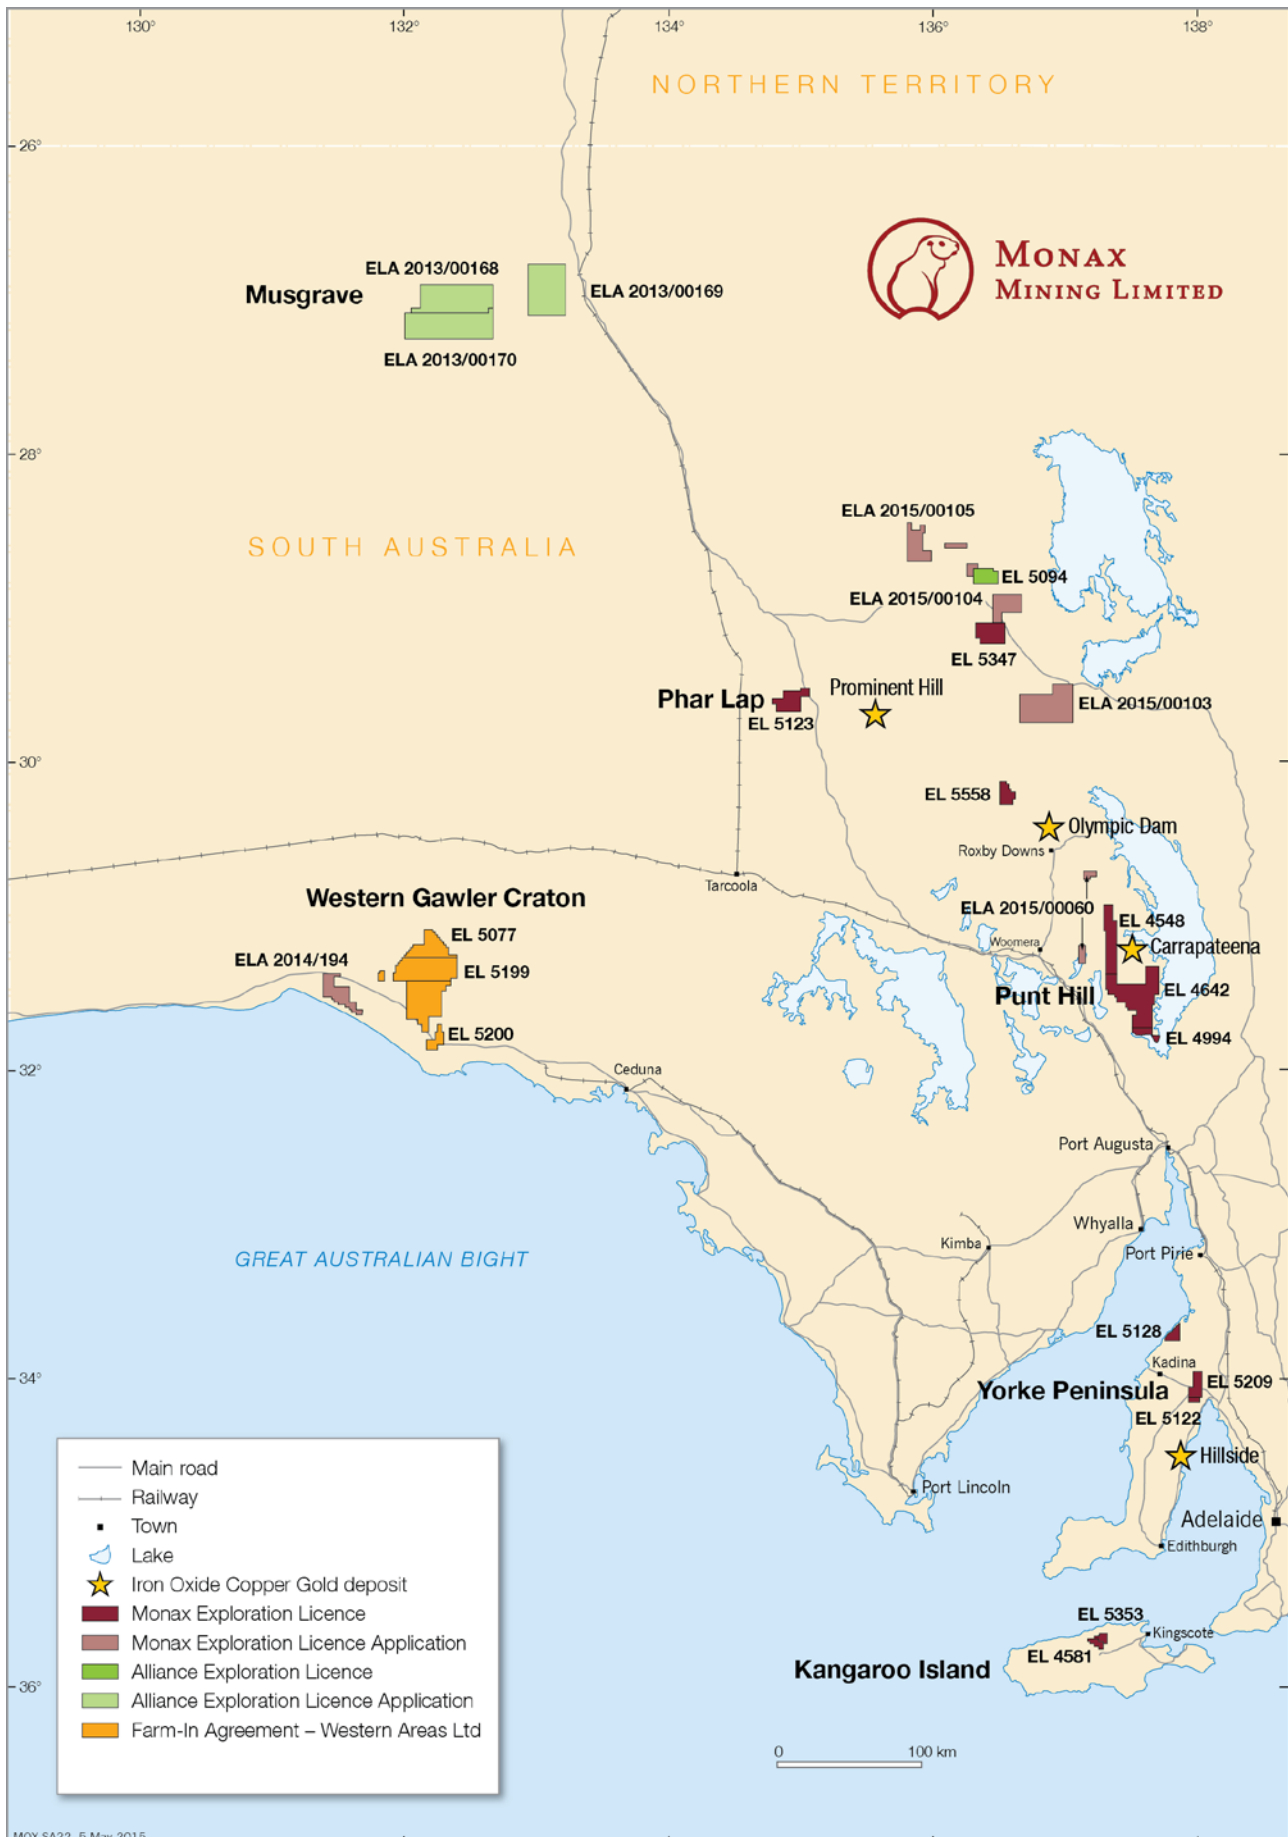 130°
132°
134°
136°
138°
NORTHERN TERRITORY
26°
MONAX
MINING LIMITED
ELA 2013/00168
Musgrave
ELA 2013/00169
ELA 2013/00170
28°
ELA 2015/00105
SOUTH AUSTRALIA
EL 5094
ELA 2015/00104
EL 5347
Prominent Hill
Phar Lap
ELA 2015/00103
EL 5123
30°
EL 5558
Olympic Dam
Roxby Downs
Tarcoola
Western Gawler Craton
ELA 2015/00060
EL 4548
EL 5077
Woomera
Carrapateena
ELA 2014/194
EL 5199
Punt Hill
EL 4642
EL 5200
EL 4994
32°
Ceduna
Port Augusta
Whyalla
Kimba
Port Pirie
GREAT AUSTRALIAN BIGHT
EL 5128
Kadina
34°
EL 5209
Yorke Peninsula
EL 5122
Hillside
Main road
Railway
Town
Lake
Iron Oxide Copper Gold deposit
Monax Exploration Licence
Monax Exploration Licence Application
Alliance Exploration Licence
Alliance Exploration Licence Application
Farm-In Agreement – Western Areas Ltd
Port Lincoln
Adelaide
Edithburgh
EL 5353
Kingscote
EL 4581
Kangaroo Island
36°
0
100 km
MOX SA22, 5 May 2015